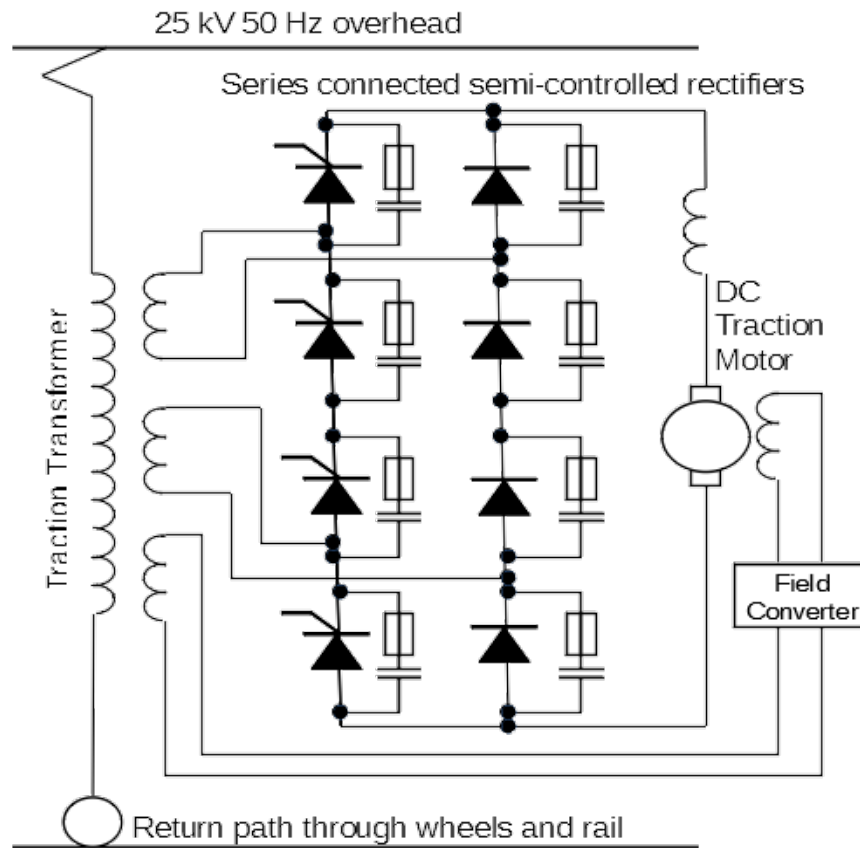 25 kV 50 Hz overhead
Series connected semi-controlled rectifiers
DC
Traction
Motor
Traction Transformer
Field
Converter
Return path through wheels and rail